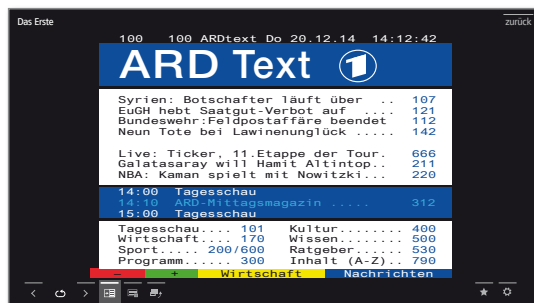 Das Erste zurück
100 100 ARDtext Do 20.12.14 14:12:42
ARD Text 1
Syrien: Botschafter läuft über .. 107
EuGH hebt Saatgut-Verbot auf .... 121
Bundeswehr:Feldpostaffäre beendet 112
Neun Tote bei Lawinenunglück ..... 142
Live: Ticker, 11.Etappe der Tour. 666
Galatasaray will Hamit Altintop.. 211
NBA: Kaman spielt mit Nowitzki... 220
14:00 Tagesschau
14:10 ARD-Mittagsmagazin ..... 312
15:00 Tagesschau
Tagesschau.... 101 Kultur........ 400
Wirtschaft.... 170 Wissen........ 500
Sport..... 200/600 Ratgeber...... 530
Programm...... 300 Inhalt (A-Z).. 790
- + Wirtschaft Nachrichten